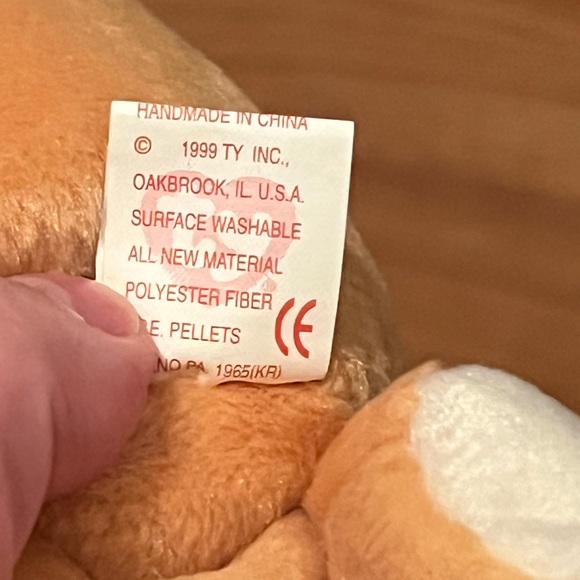 HANDMADE IN CHINA
© 1999 TY INC.,
OAKBROOK, IL. U.S.A.
SURFACE WASHABLE
ALL NEW MATERIAL
POLYESTER FIBER
.E. PELLETS CE
.NO PA. 1965(KR)